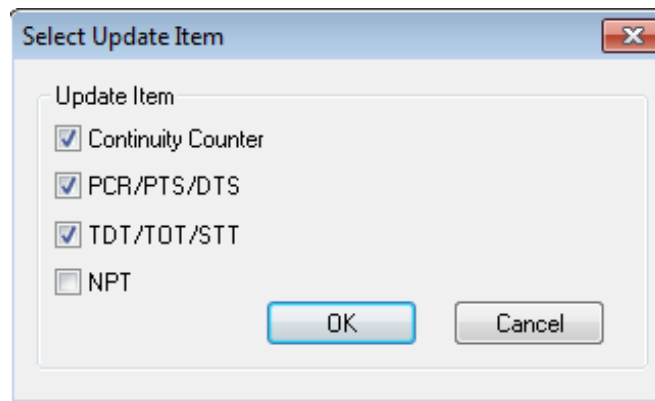 Select Update Item
Update Item
Continuity Counter
PCR/PTS/DTS
TDT/TOT/STT
NPT
OK Cancel